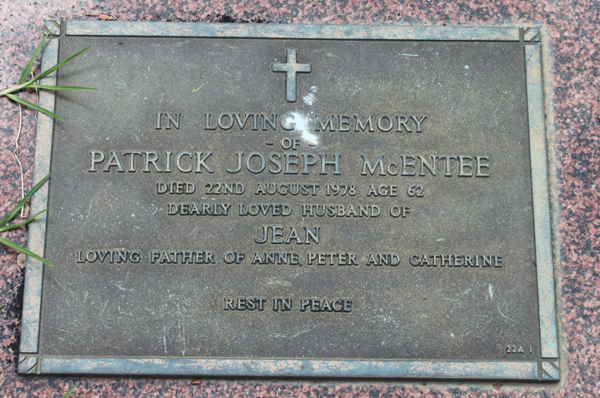 IN LOVING MEMORY
- OF -
PATRICK JOSEPH McENTEE
DIED 22ND AUGUST 1978 AGE 62
DEARLY LOVED HUSBAND OF
JEAN
LOVING FATHER OF ANNE, PETER AND CATHERINE
REST IN PEACE
22A 1